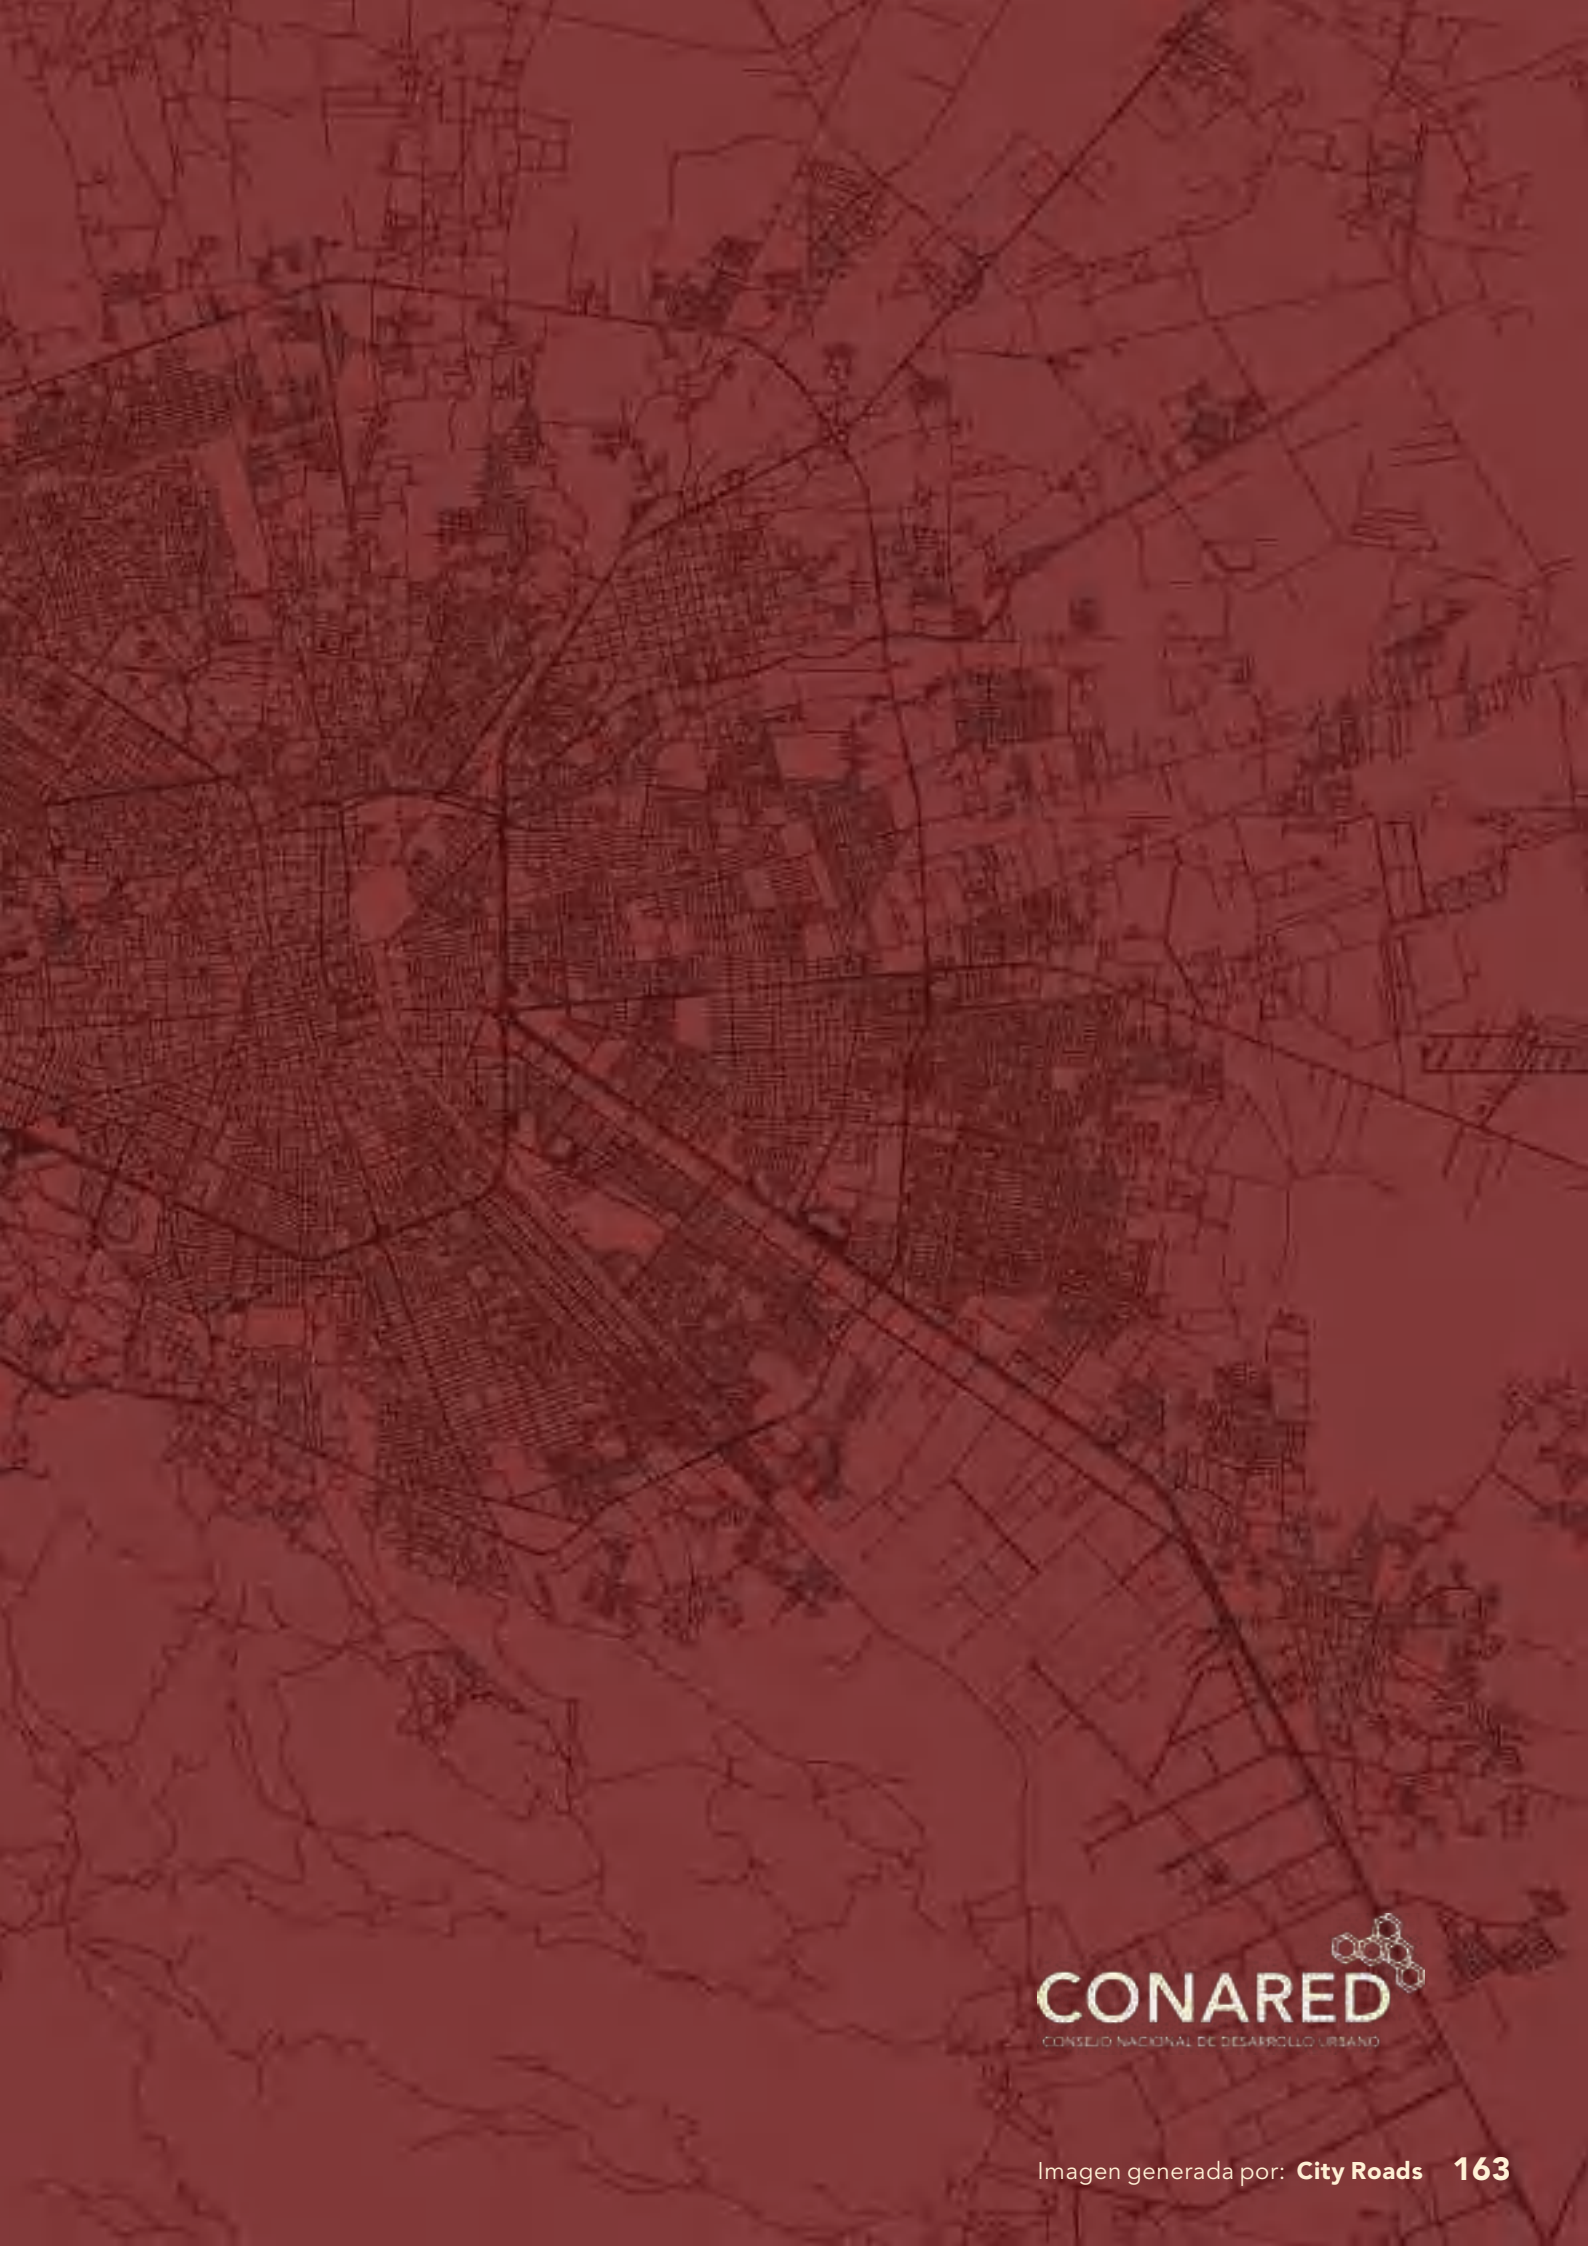 CONARED
CONSEJO NACIONAL DE DESARROLLO URBANO
Imagen generada por: City Roads 163